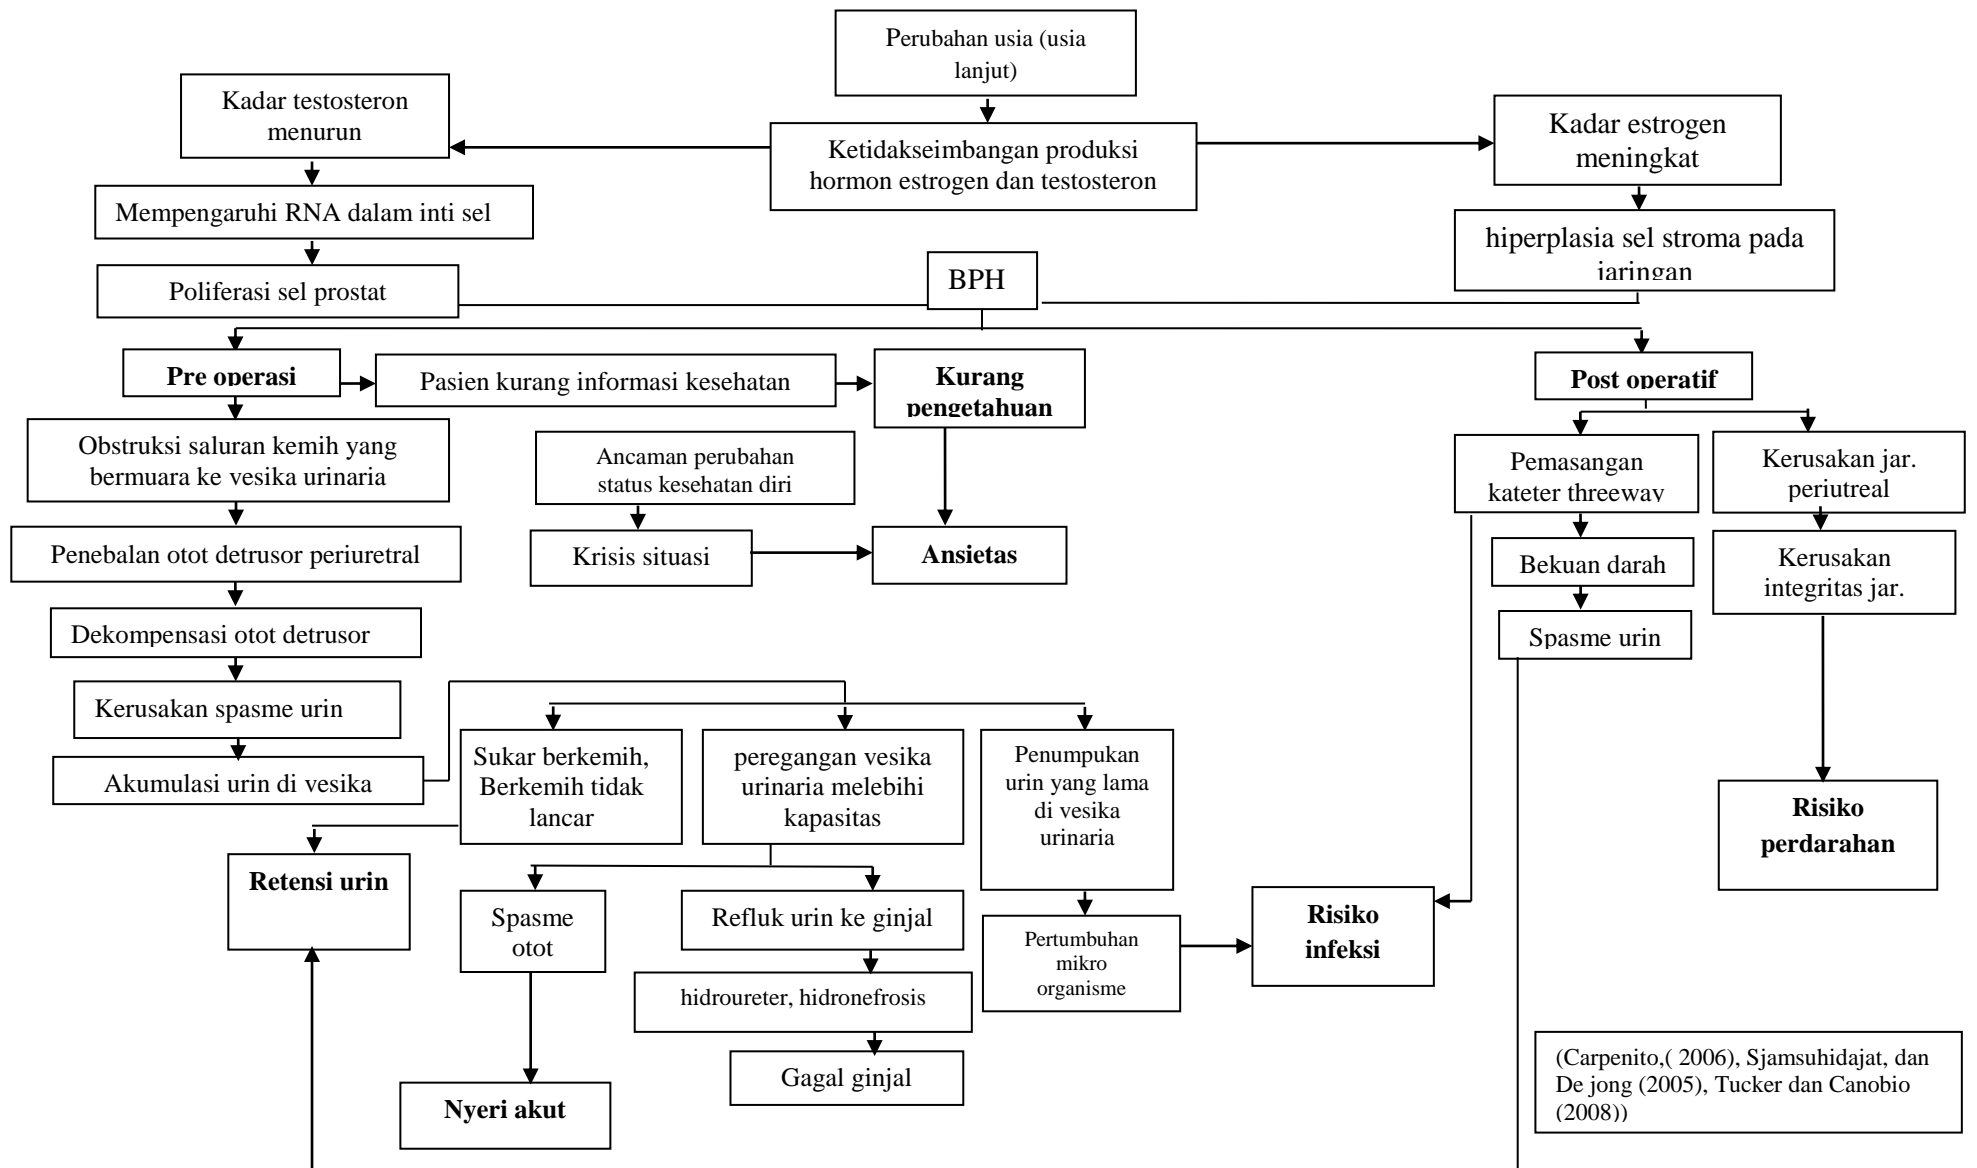 Perubahan usia (usia
lanjut)
Kadar testosteron
menurun
Ketidakseimbangan produksi
hormon estrogen dan testosteron
Kadar estrogen
meningkat
Mempengaruhi RNA dalam inti sel
hiperplasia sel stroma pada
jaringan
Poliferasi sel prostat
BPH
Pre operasi
Pasien kurang informasi kesehatan
Kurang
pengetahuan
Post operatif
Obstruksi saluran kemih yang
bermuara ke vesika urinaria
Ancaman perubahan
status kesehatan diri
Pemasangan
kateter threeway
Kerusakan jar.
periutreal
Penebalan otot detrusor periuretral
Krisis situasi
Ansietas
Bekuan darah
Kerusakan
integritas jar.
Dekompensasi otot detrusor
Spasme urin
Kerusakan spasme urin
Akumulasi urin di vesika
Sukar berkemih,
Berkemih tidak
lancar
peregangan vesika
urinaria melebihi
kapasitas
Penumpukan
urin yang lama
di vesika
urinaria
Risiko
perdarahan
Retensi urin
Spasme
otot
Refluk urin ke ginjal
Pertumbuhan
mikro
organisme
Risiko
infeksi
hidroureter, hidronefrosis
Gagal ginjal
Nyeri akut
(Carpenito,( 2006), Sjamsuhidajat, dan
De jong (2005), Tucker dan Canobio
(2008))